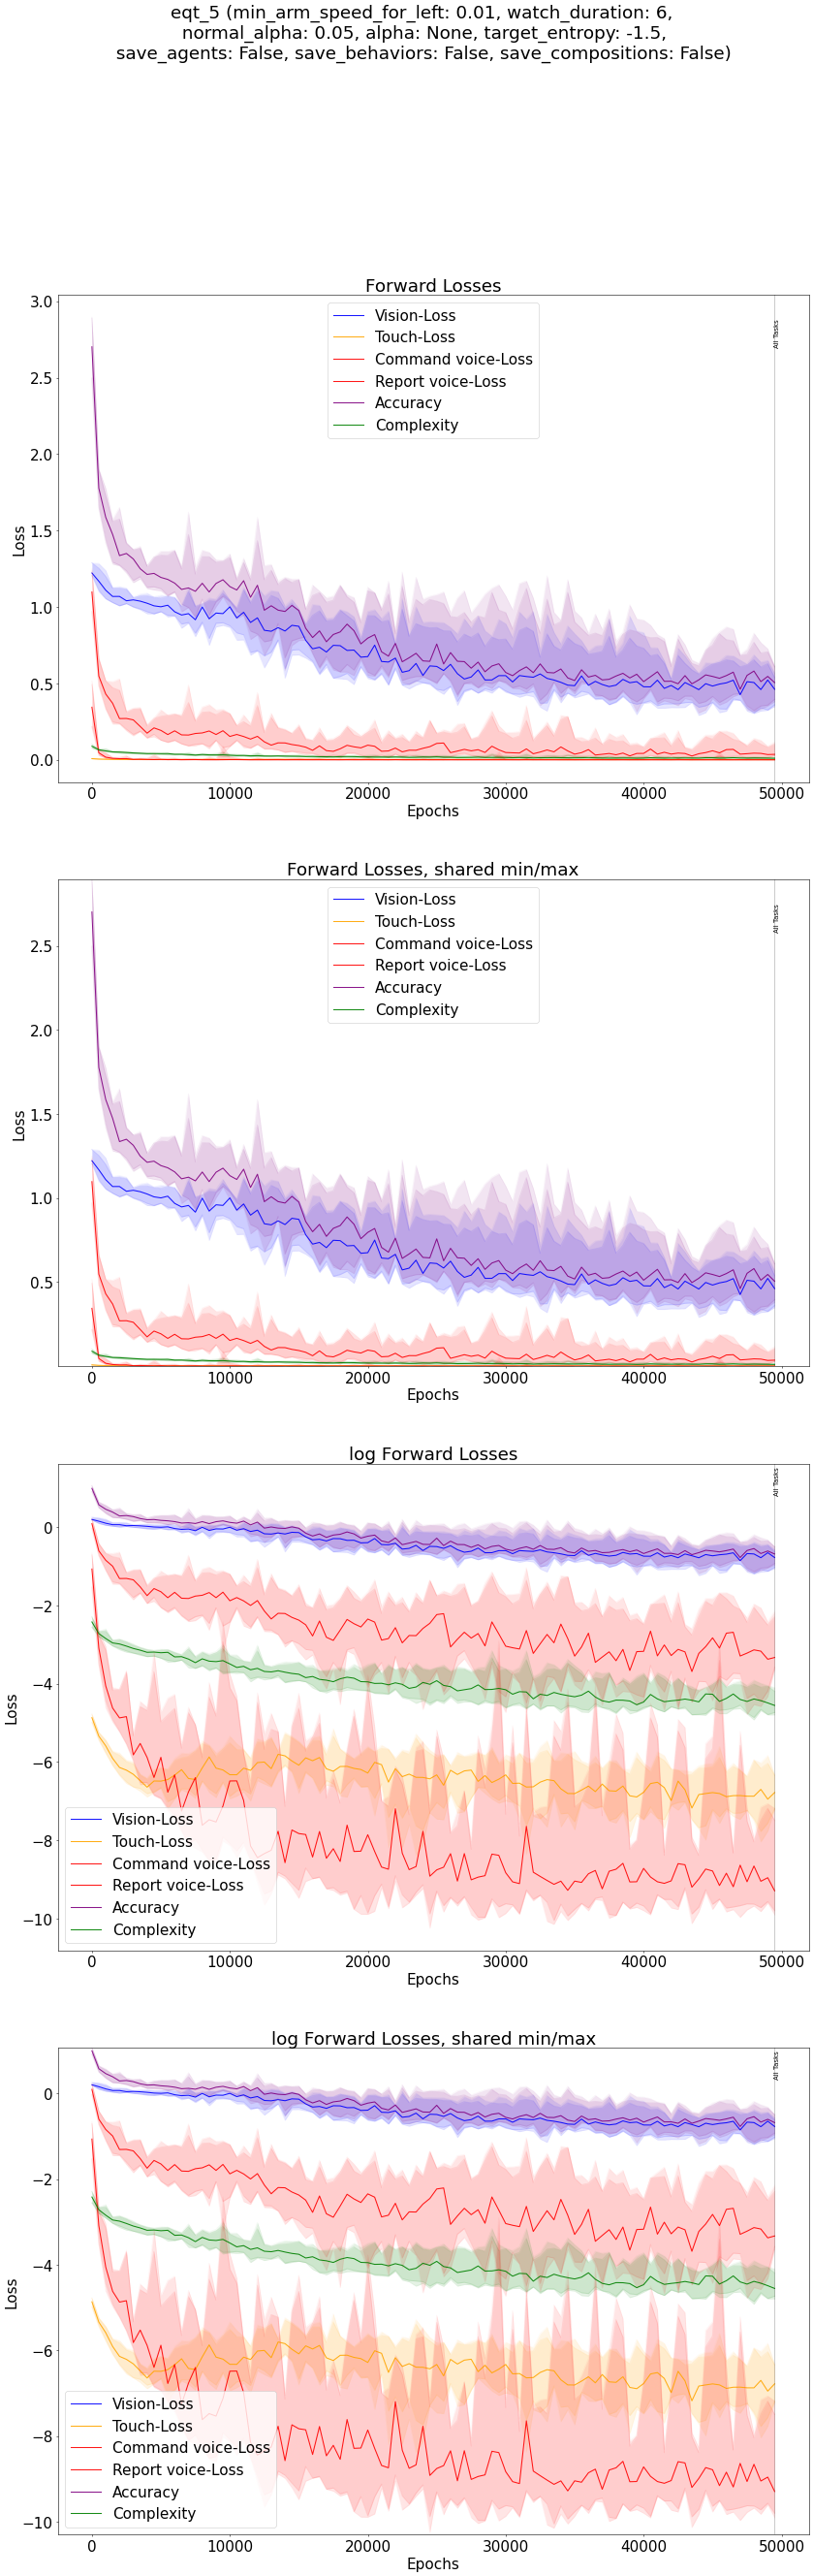 eqt_5 (min_arm_speed_for_left: 0.01, watch_duration: 6,
normal_alpha: 0.05, alpha: None, target_entropy: -1.5,
save_agents: False, save_behaviors: False, save_compositions: False)
Forward Losses
3.0
2.5
2.0
1.5
1.0
0.5
0.0
Loss
Vision-Loss
Touch-Loss
Command voice-Loss
Report voice-Loss
Accuracy
Complexity
All Tasks
0
10000
20000
30000
40000
50000
Epochs
Forward Losses, shared min/max
2.5
2.0
1.5
1.0
0.5
Loss
Vision-Loss
Touch-Loss
Command voice-Loss
Report voice-Loss
Accuracy
Complexity
All Tasks
0
10000
20000
30000
40000
50000
Epochs
log Forward Losses
0
−2
−4
−6
−8
−10
Loss
All Tasks
Vision-Loss
Touch-Loss
Command voice-Loss
Report voice-Loss
Accuracy
Complexity
0
10000
20000
30000
40000
50000
Epochs
log Forward Losses, shared min/max
0
−2
−4
−6
−8
−10
Loss
All Tasks
Vision-Loss
Touch-Loss
Command voice-Loss
Report voice-Loss
Accuracy
Complexity
0
10000
20000
30000
40000
50000
Epochs